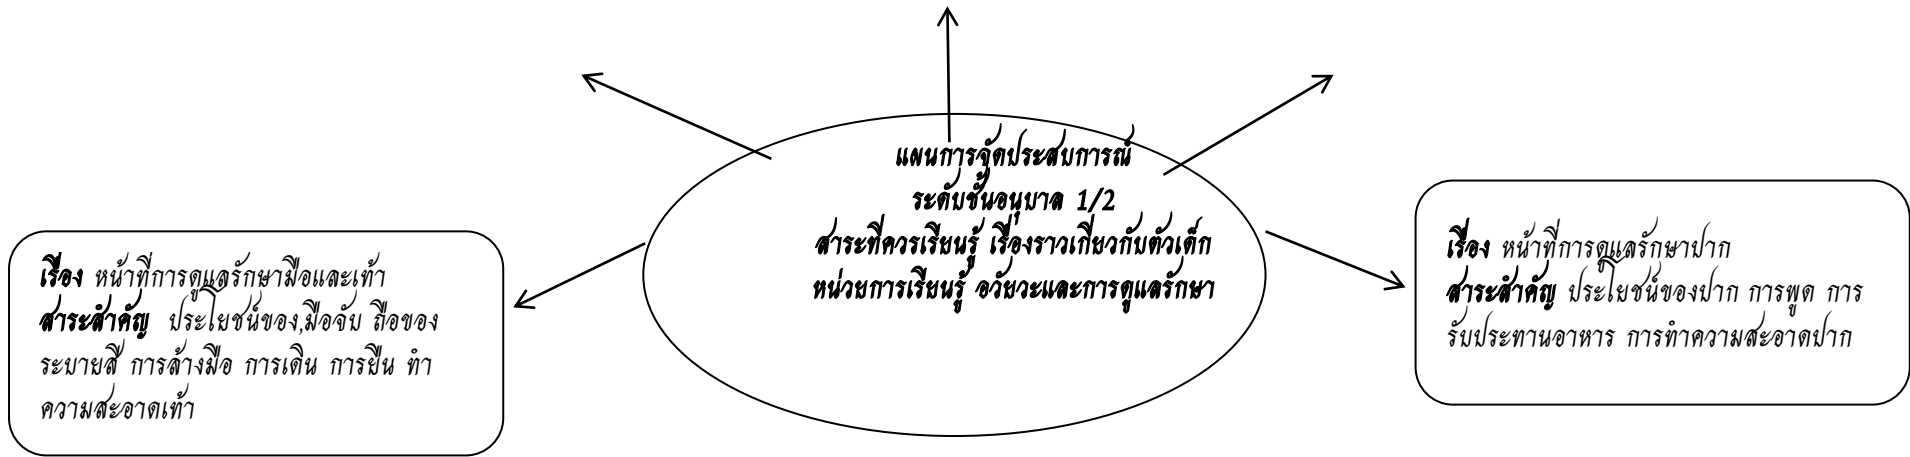 แผนการจัดประสบการณ์
ระดับชั้นอนุบาล 1/2
สาระที่ควรเรียนรู้ เรื่องราวเกี่ยวกับตัวเด็ก
หน่วยการเรียนรู้ อวัยวะและการดูแลรักษา
เรื่อง หน้าที่การดูแลรักษามือและเท้า
สาระสำคัญ ประโยชน์ของ,มือจับ ถือของ
ระบายสี การล้างมือ การเดิน การยืน ทำ
ความสะอาดเท้า
เรื่อง หน้าที่การดูแลรักษาปาก
สาระสำคัญ ประโยชน์ของปาก การพูด การ
รับประทานอาหาร การทำความสะอาดปาก